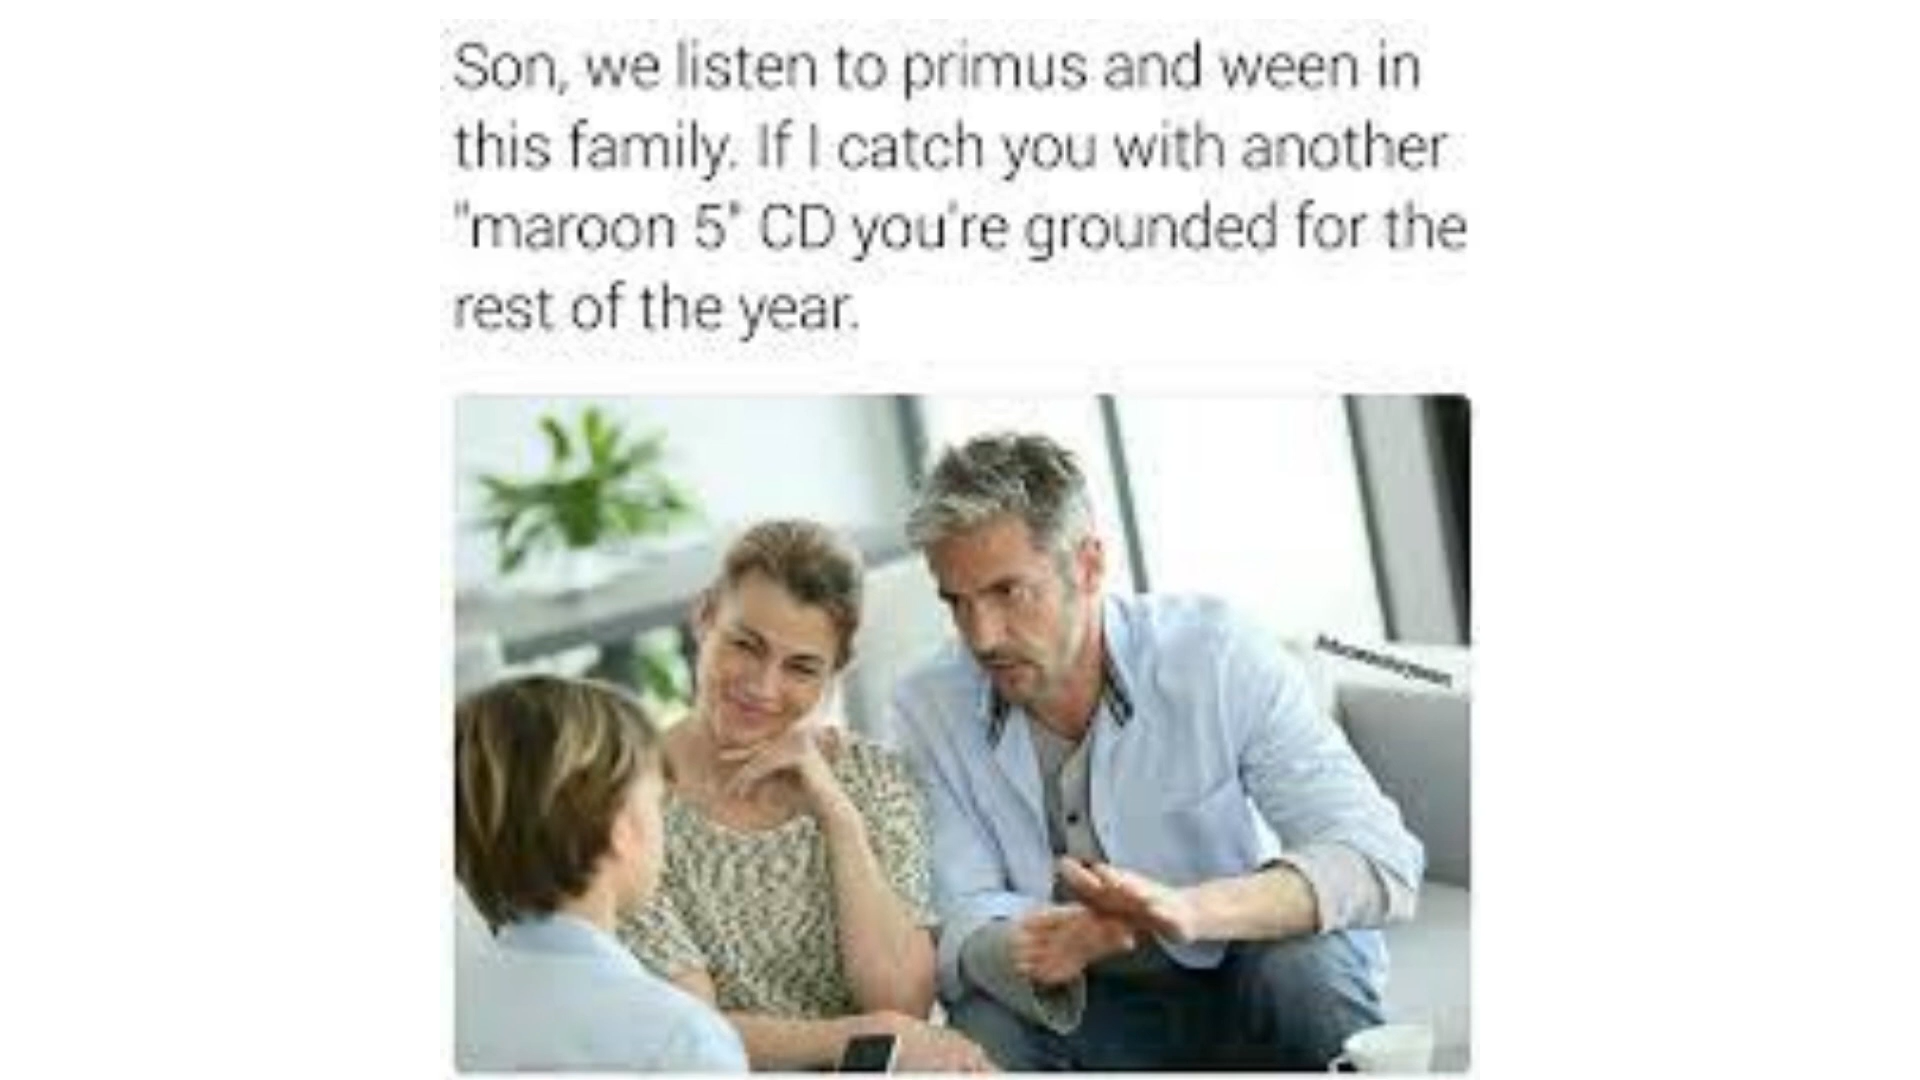 Son, we listen to primus and ween in
this family. If I catch you with another
"maroon 5" CD you're grounded for the
rest of the year.